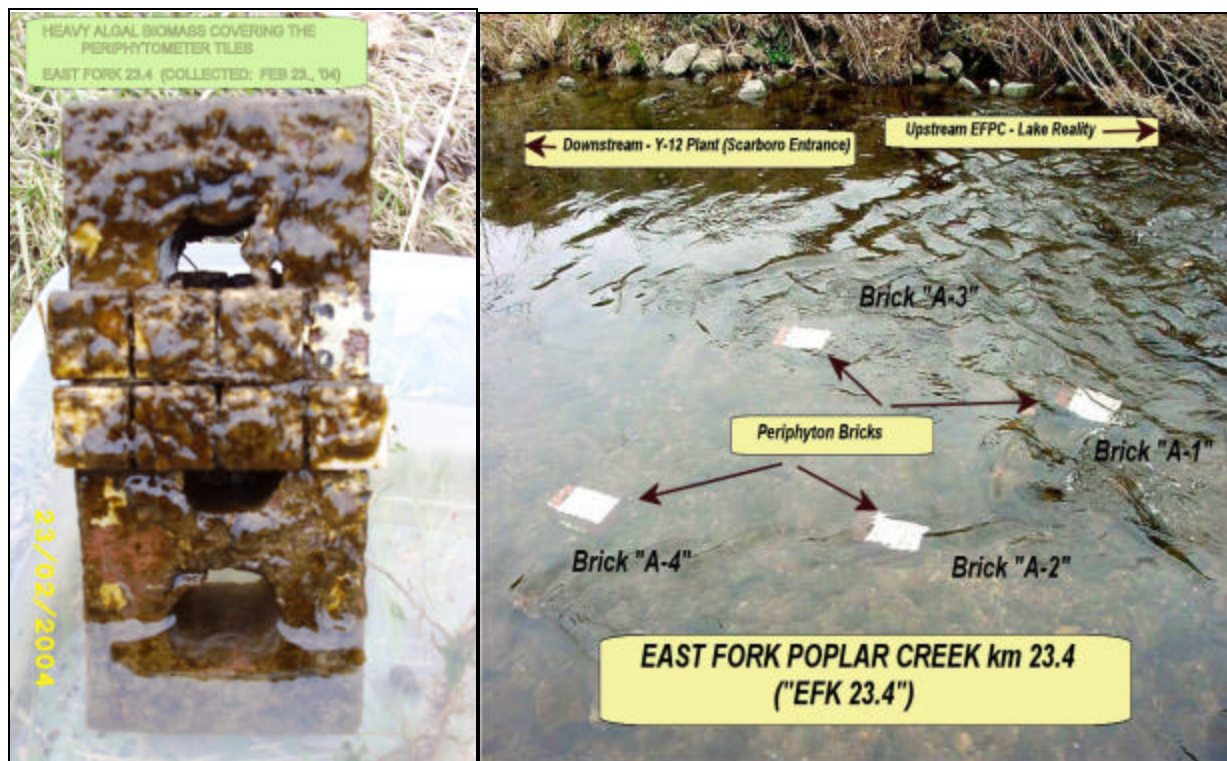 HEAVY ALGAL BIOMASS COVERING THE
PERIPHYTOMETER TILES
EAST FORK 23.4 (COLLECTED: FEB 23., '04)
23/02/2004
Downstream - Y-12 Plant (Scarboro Entrance)
Upstream EFPC - Lake Reality
Brick "A-3"
Periphyton Bricks
Brick "A-1"
Brick "A-4"
Brick "A-2"
EAST FORK POPLAR CREEK km 23.4
("EFK 23.4")